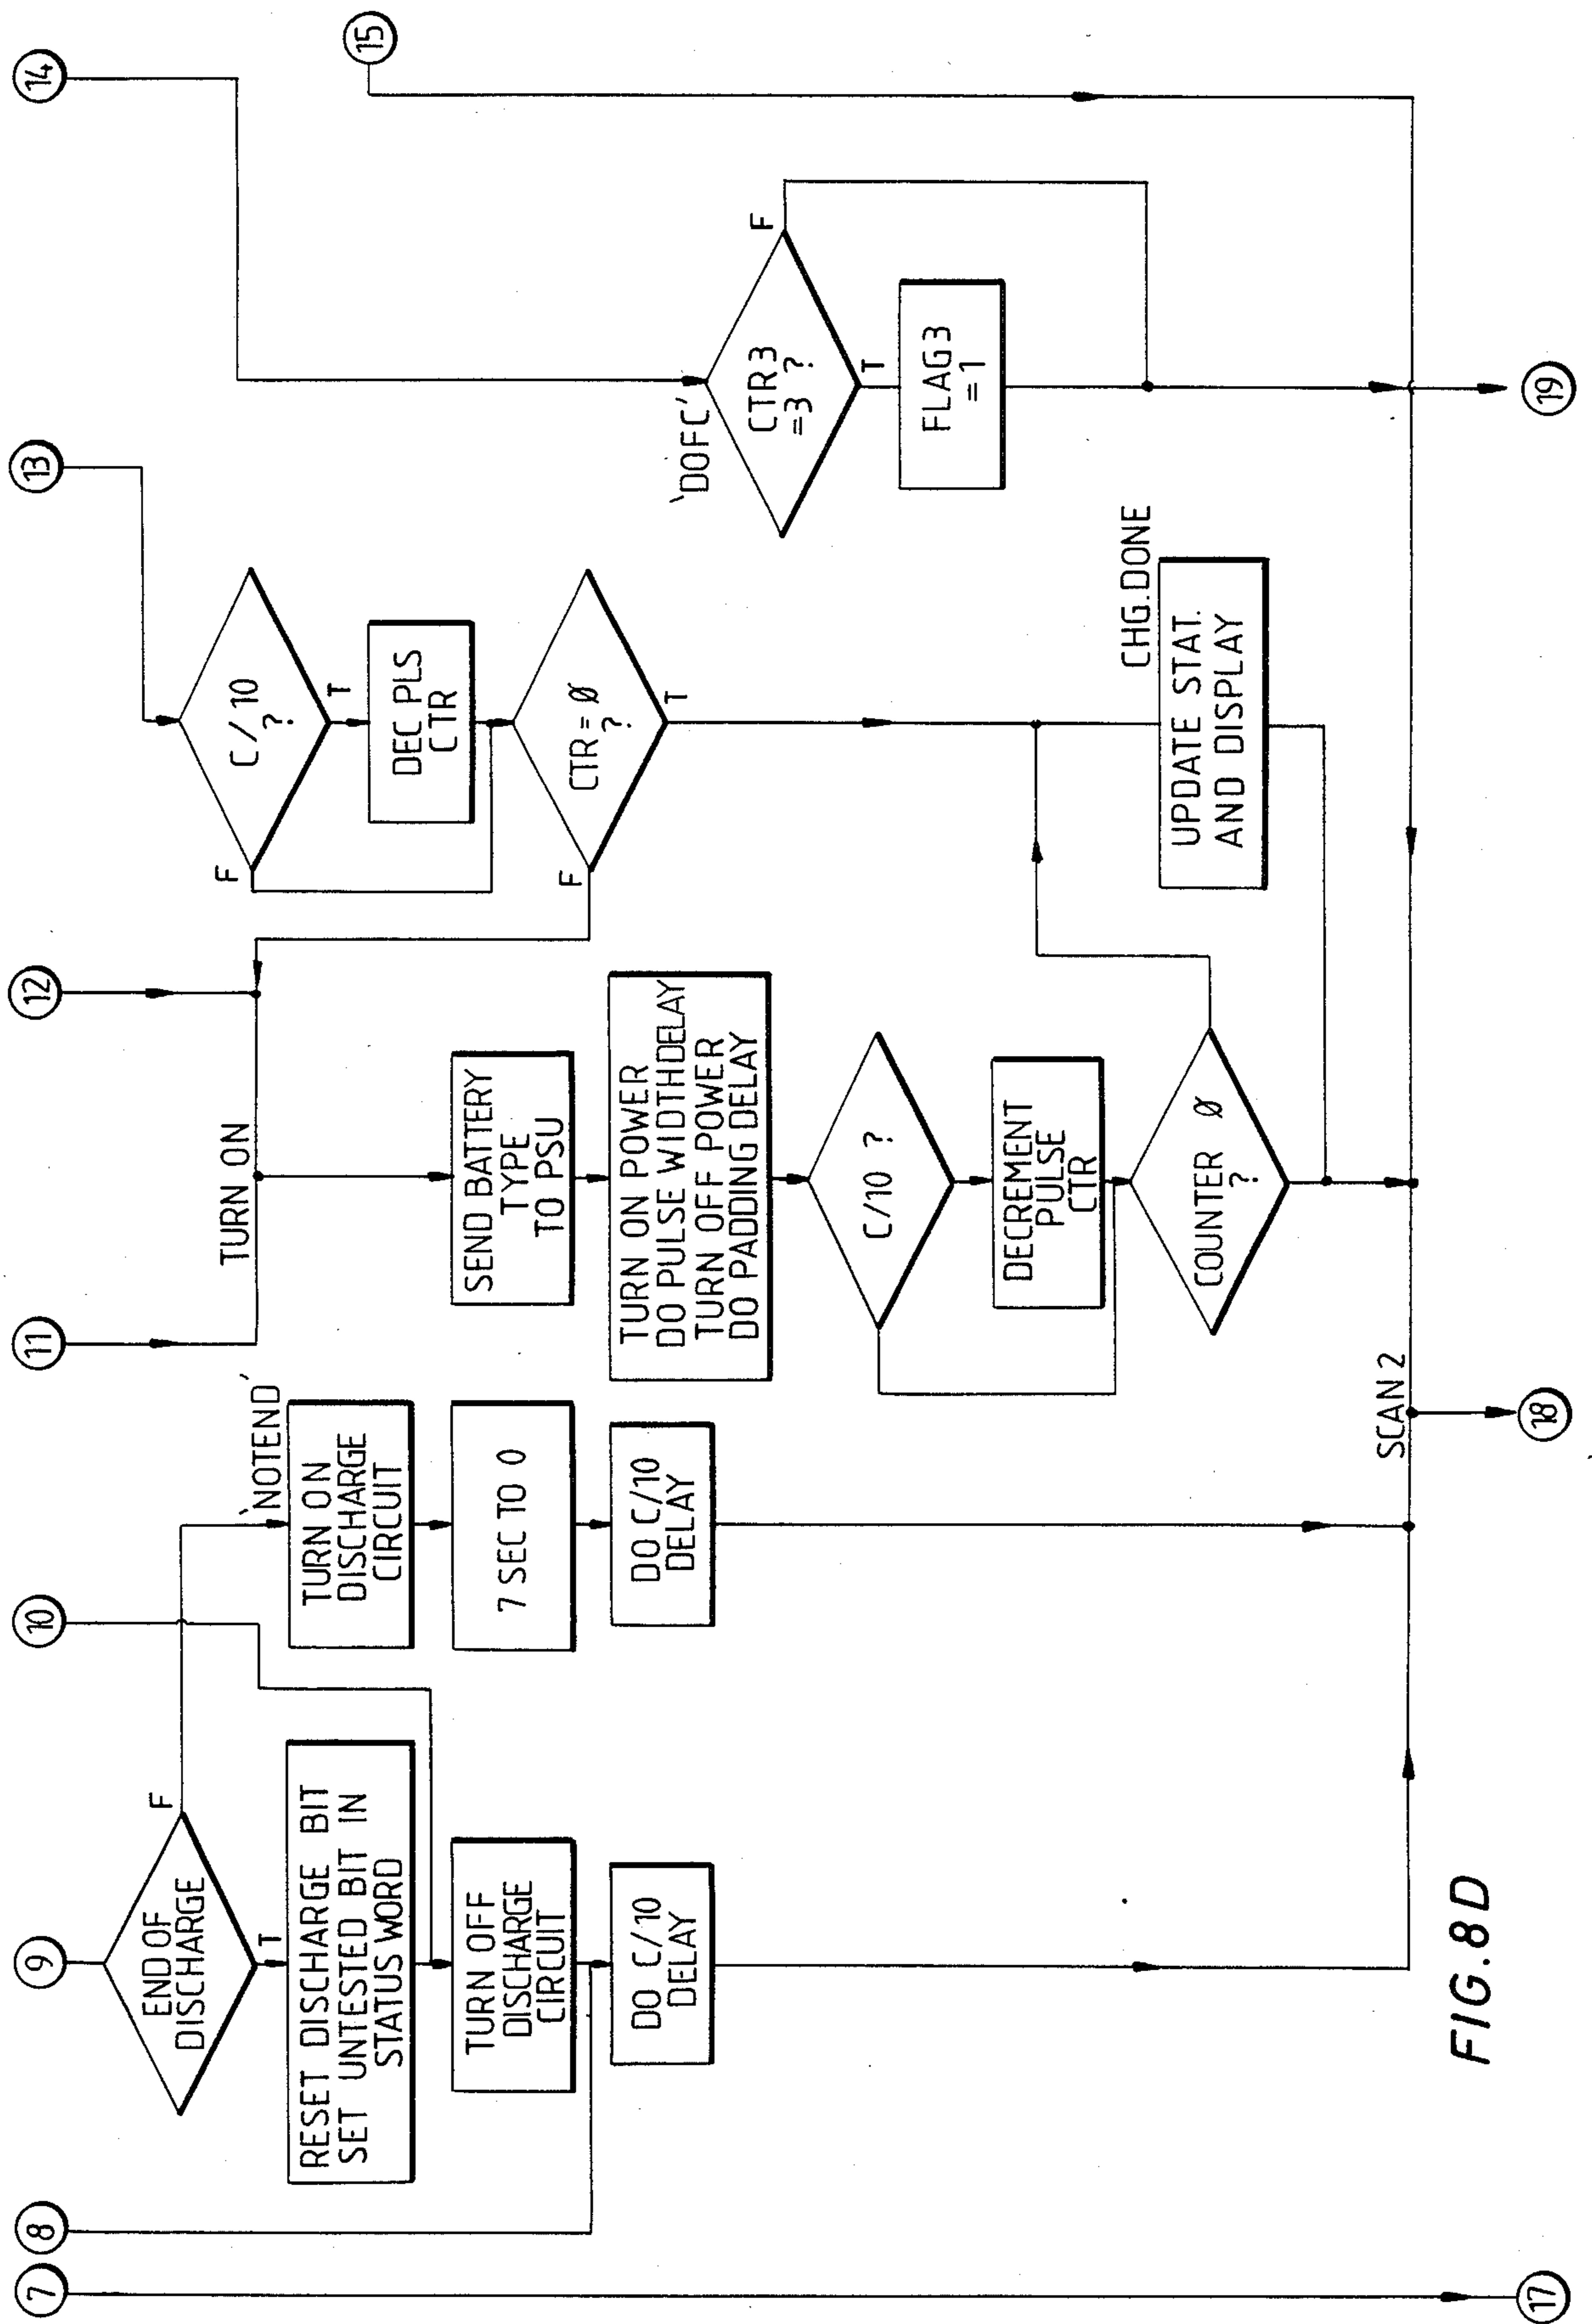 7
8
9
10
11
12
13
14
15
END OF
DISCHARGE
F
T
RESET DISCHARGE BIT
SET UNTESTED BIT IN
STATUS WORD
TURN OFF
DISCHARGE
CIRCUIT
DO C/10
DELAY
`NOTEND´
TURN ON
DISCHARGE
CIRCUIT
7 SEC TO 0
DO C/10
DELAY
TURN ON
SEND BATTERY
TYPE
TO PSU
TURN ON POWER
DO PULSE WIDTH DELAY
TURN OFF POWER
DO PADDING DELAY
C/10 ?
DECREMENT
PULSE
CTR
COUNTER Ø
?
C/10
?
F
T
DEC PLS
CTR
CTR = Ø
?
F
T
CHG.DONE
UPDATE STAT.
AND DISPLAY
`DOFC´
CTR3
=3 ?
F
T
FLAG3
=1
SCAN 2
17
18
19
FIG.8D